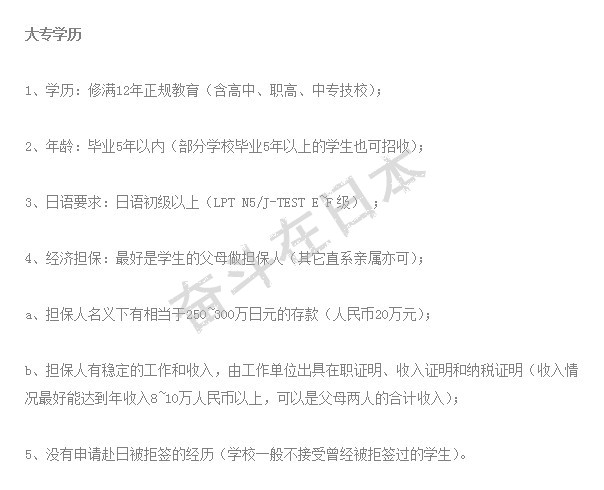 大专学历
1、学历：修满12年正规教育（含高中、职高、中专技校）；
2、年龄：毕业5年以内（部分学校毕业5年以上的学生也可招收）；
3、日语要求：日语初级以上（LPT N5/J-TEST E~F级） ；
4、经济担保：最好是学生的父母做担保人（其它直系亲属亦可）；
a、担保人名义下有相当于250~300万日元的存款（人民币20万元）；
b、担保人有稳定的工作和收入，由工作单位出具在职证明、收入证明和纳税证明（收入情
况最好能达到年收入8~10万人民币以上，可以是父母两人的合计收入）；
5、没有申请赴日被拒签的经历（学校一般不接受曾经被拒签过的学生）。
奋斗在日本